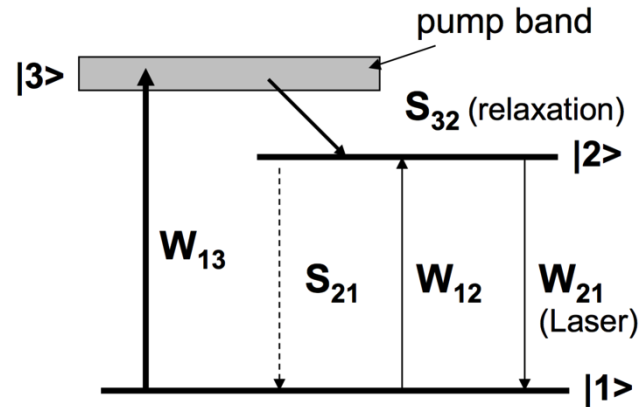 pump band
|3>
S32 (relaxation)
|2>
W13
S21
W12
W21
(Laser)
|1>